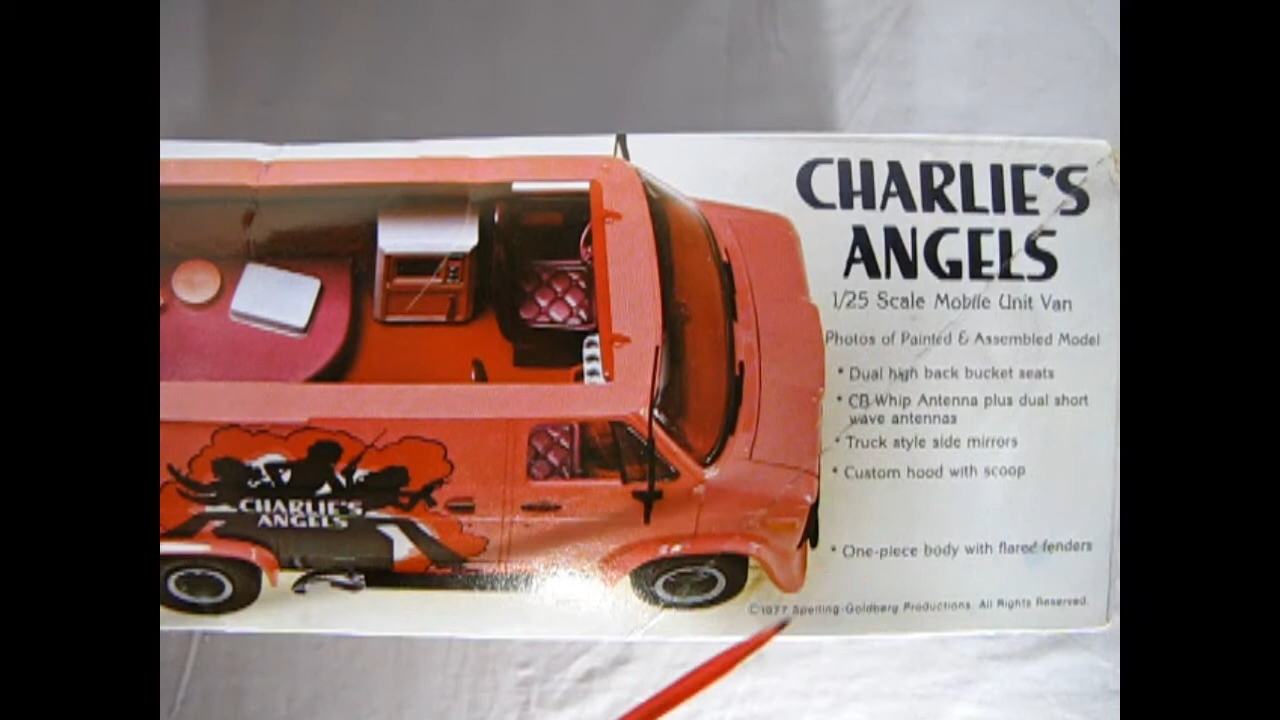 CHARLIE'S
ANGELS
1/25 Scale Mobile Unit Van
Photos of Painted & Assembled Model
• Dual high back bucket seats
• CB Whip Antenna plus dual short
wave antennas
• Truck style side mirrors
• Custom hood with scoop
• One-piece body with flared fenders
©1977 Spelling-Goldberg Productions. All Rights Reserved.
CHARLIE'S
ANGELS